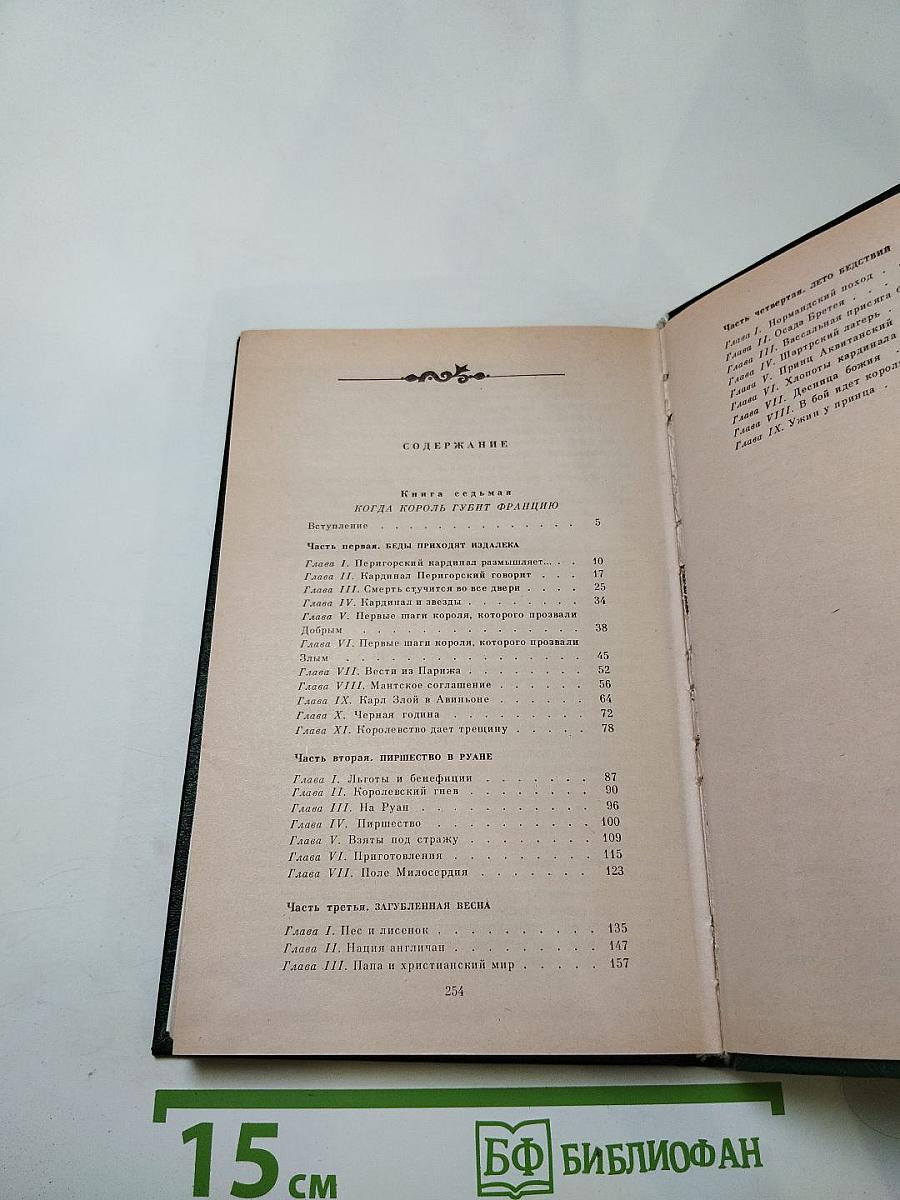 СОДЕРЖАНИЕ
Книга седьмая
КОГДА КОРОЛЬ ГУБИТ ФРАНЦИЮ
Вступление . . . . . . . . . . . . . . 5
Часть первая. БЕДЫ ПРИХОДЯТ ИЗДАЛЕКА
Глава I. Перигорский кардинал размышляет... . . 10
Глава II. Кардинал Перигорский говорит . . . 17
Глава III. Смерть стучится во все двери . . . . 25
Глава IV. Кардинал и звезды . . . . . . . . 34
Глава V. Первые шаги короля, которого прозвали
Добрым . . . . . . . . . . . . . . . 38
Глава VI. Первые шаги короля, которого прозвали
Злым . . . . . . . . . . . . . . . . 45
Глава VII. Вести из Парижа . . . . . . . . 52
Глава VIII. Мантское соглашение . . . . . . 56
Глава IX. Карл Злой в Авиньоне . . . . . . 64
Глава X. Черная година . . . . . . . . . 72
Глава XI. Королевство дает трещину . . . . . 78
Часть вторая. ПИРШЕСТВО В РУАНЕ
Глава I. Льготы и бенефиции . . . . . . . 87
Глава II. Королевский гнев . . . . . . . . 90
Глава III. На Руан . . . . . . . . . . . 96
Глава IV. Пиршество . . . . . . . . . . 100
Глава V. Взяты под стражу . . . . . . . . 109
Глава VI. Приготовления . . . . . . . . . 115
Глава VII. Поле Милосердия . . . . . . . 123
Часть третья. ЗАГУБЛЕННАЯ ВЕСНА
Глава I. Пес и лисенок . . . . . . . . . . 135
Глава II. Нация англичан . . . . . . . . . 147
Глава III. Папа и христианский мир . . . . . 157
254
Часть четвертая. ЛЕТО БЕДСТВИЙ
Глава I. Нормандский поход . .
Глава II. Осада Бретея . . . .
Глава III. Вассальная присяга
Глава IV. Шартрский лагерь .
Глава V. Принц Аквитанский
Глава VI. Хлопоты кардинала
Глава VII. Десница божия .
Глава VIII. В бой идет
Глава IX. Ужин у принца .
15 см
БФ БИБЛИОФАН